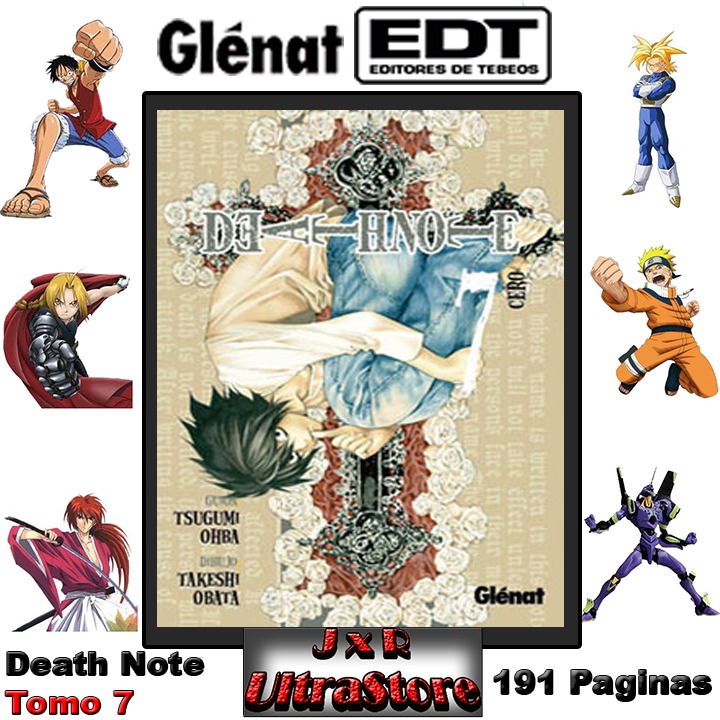 Glénat EDT
EDITORES DE TEBEOS
DEATH NOTE
CERO
GUION
TSUGUMI
OHBA
DIBUJO
TAKESHI
OBATA
Glénat
Death Note
Tomo 7
JxR
UltraStore
191 Paginas